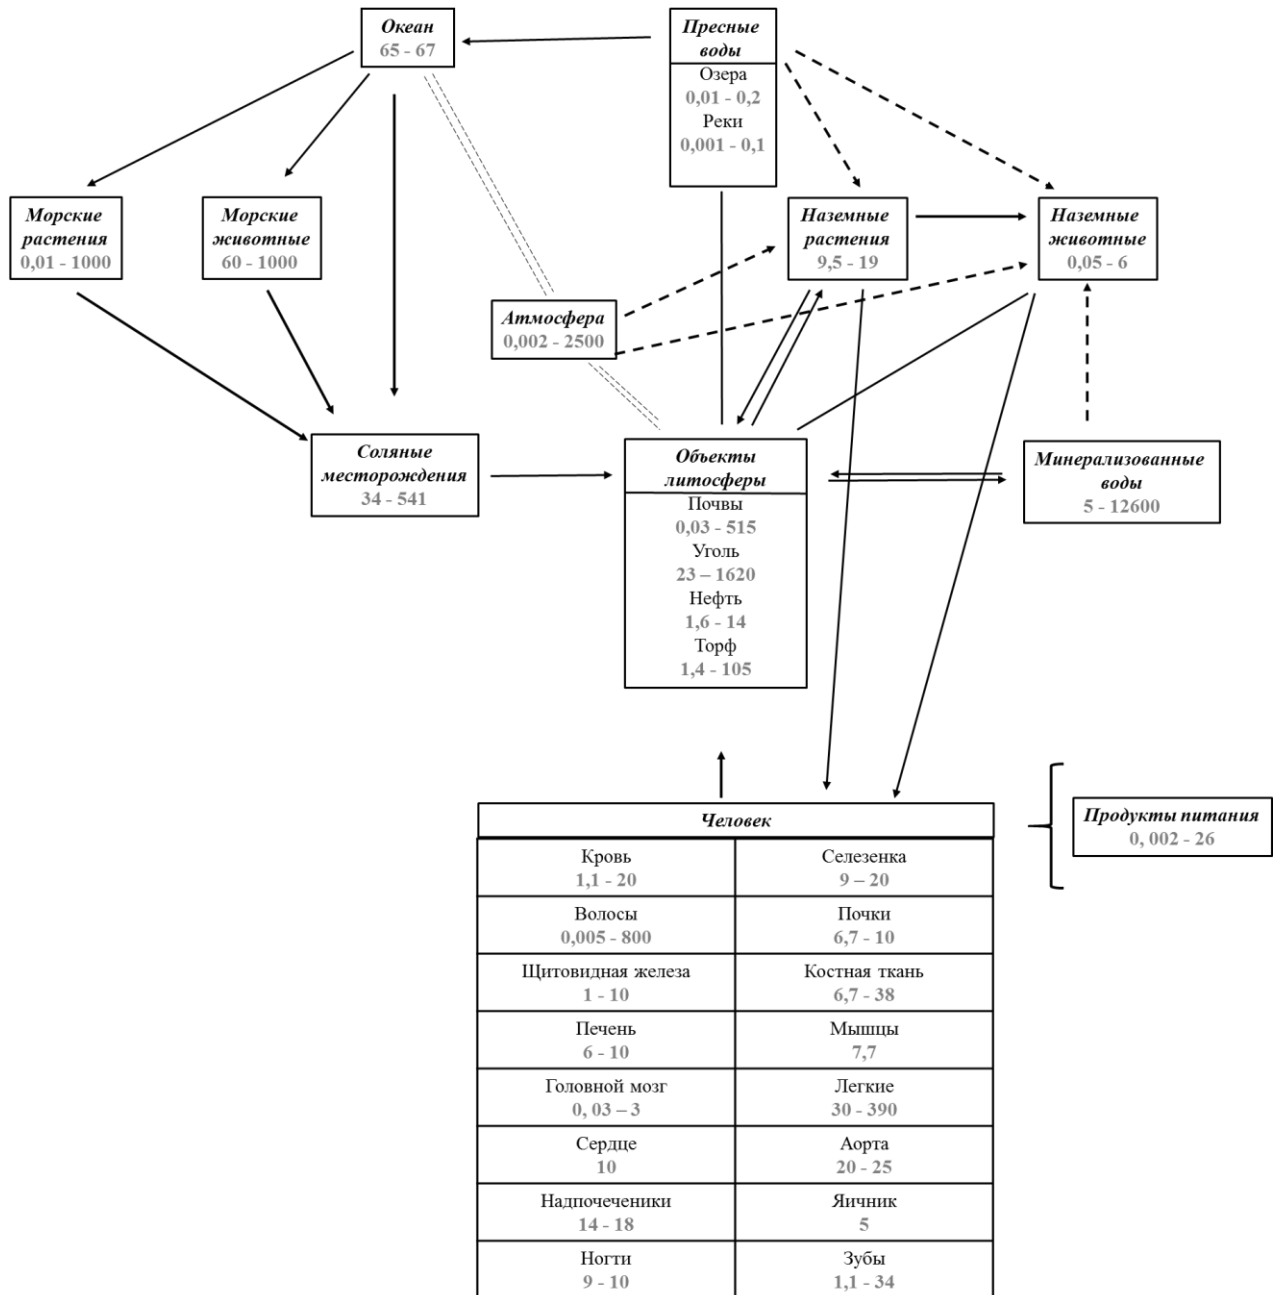 Океан
65 - 67
Пресные
воды
Озера
0,01 - 0,2
Реки
0,001 - 0,1
Морские
растения
0,01 - 1000
Морские
животные
60 - 1000
Наземные
растения
9,5 - 19
Наземные
животные
0,05 - 6
Атмосфера
0,002 - 2500
Соляные
месторождения
34 - 541
Объекты
литосферы
Почвы
0,03 - 515
Уголь
23 – 1620
Нефть
1,6 - 14
Торф
1,4 - 105
Минерализованные
воды
5 - 12600
Человек
Кровь
1,1 - 20
Селезенка
9 – 20
Волосы
0,005 - 800
Почки
6,7 - 10
Щитовидная железа
1 - 10
Костная ткань
6,7 - 38
Печень
6 - 10
Мышцы
7,7
Головной мозг
0, 03 – 3
Легкие
30 - 390
Сердце
10
Аорта
20 - 25
Надпочеченики
14 - 18
Яичник
5
Ногти
9 - 10
Зубы
1,1 - 34
Продукты питания
0, 002 - 26